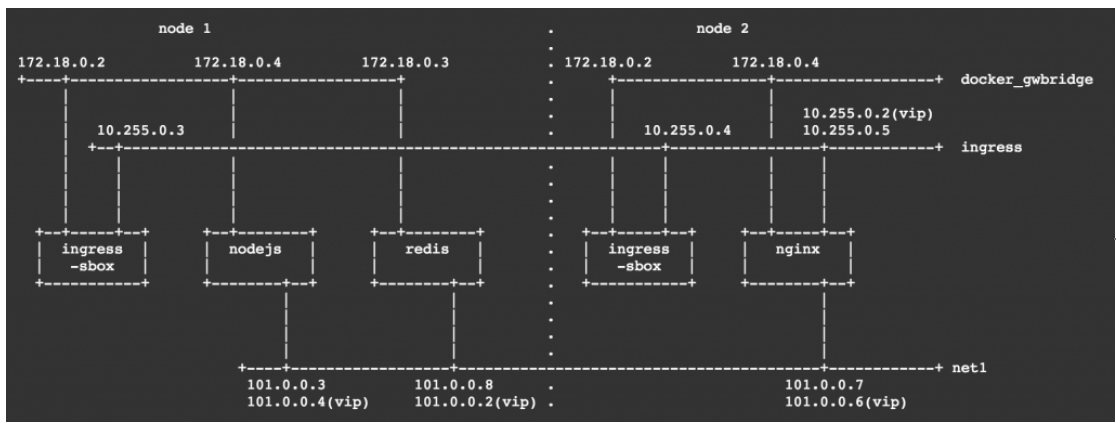 node 1 . node 2
172.18.0.2 172.18.0.4 172.18.0.3 . 172.18.0.2 172.18.0.4
docker_gwbridge
10.255.0.2(vip)
10.255.0.3 10.255.0.4 10.255.0.5
ingress
ingress nodejs redis ingress nginx
-sbox -sbox
net1
101.0.0.3 101.0.0.8 101.0.0.7
101.0.0.4(vip) 101.0.0.2(vip) . 101.0.0.6(vip)